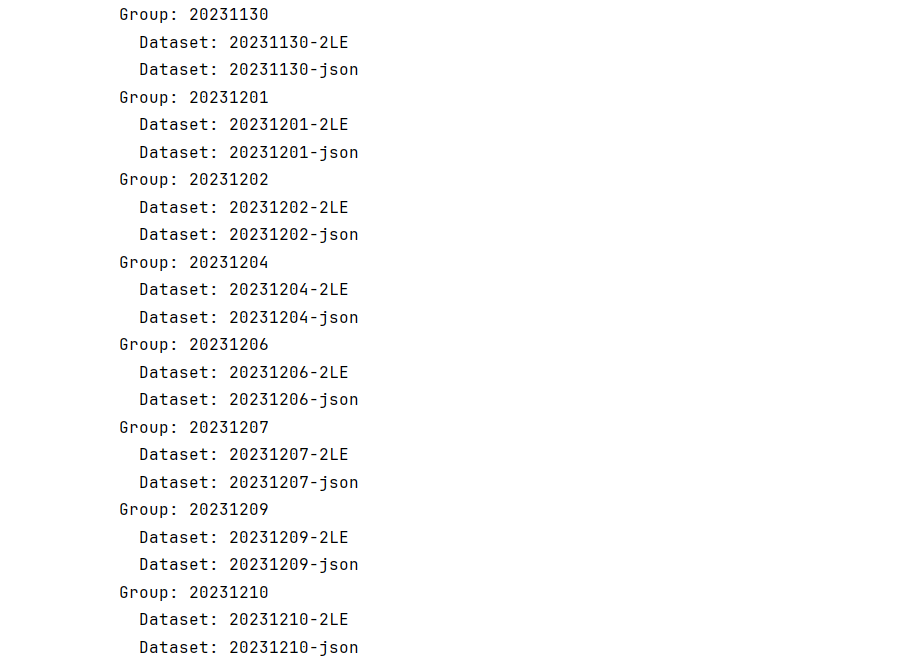 Group: 20231130
Dataset: 20231130-2LE
Dataset: 20231130-json
Group: 20231201
Dataset: 20231201-2LE
Dataset: 20231201-json
Group: 20231202
Dataset: 20231202-2LE
Dataset: 20231202-json
Group: 20231204
Dataset: 20231204-2LE
Dataset: 20231204-json
Group: 20231206
Dataset: 20231206-2LE
Dataset: 20231206-json
Group: 20231207
Dataset: 20231207-2LE
Dataset: 20231207-json
Group: 20231209
Dataset: 20231209-2LE
Dataset: 20231209-json
Group: 20231210
Dataset: 20231210-2LE
Dataset: 20231210-json